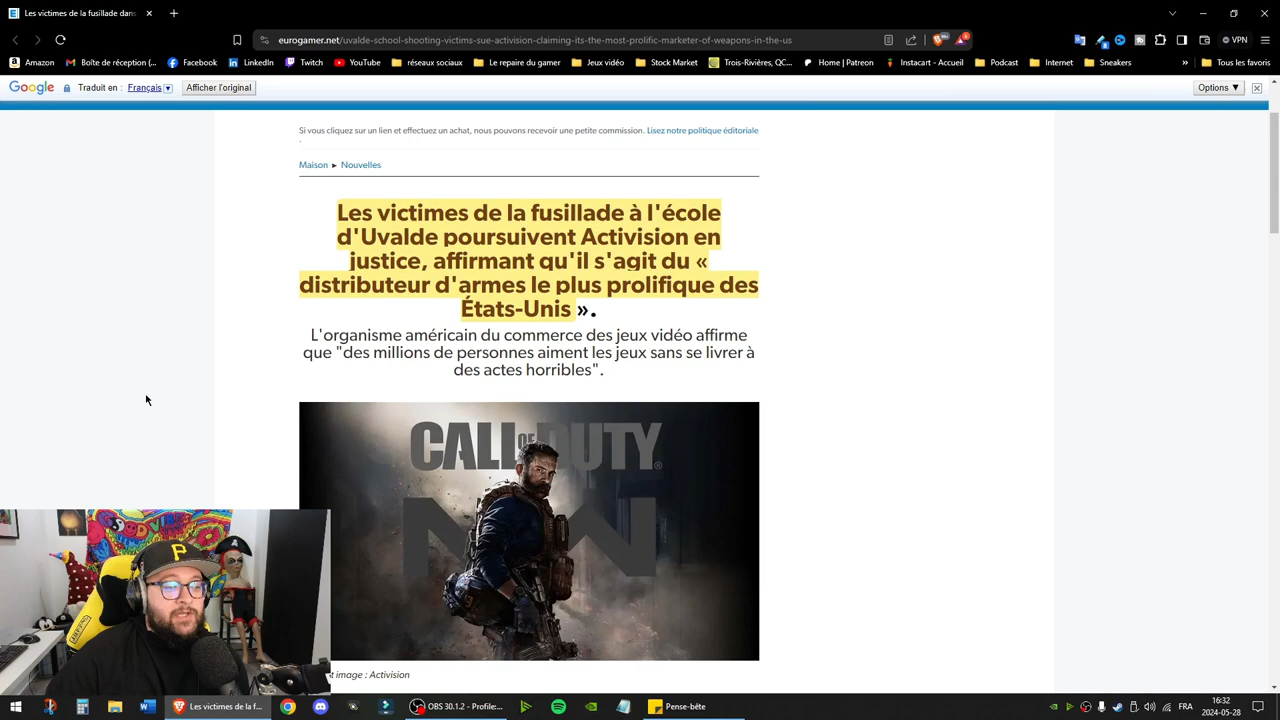 Les victimes de la fusillade dans
eurogamer.net/uvalde-school-shooting-victims-sue-activision-claiming-its-the-most-prolific-marketer-of-weapons-in-the-us
VPN
Amazon Boîte de réception (... Facebook LinkedIn Twitch YouTube réseaux sociaux Le repaire du gamer Jeux vidéo Stock Market Trois-Rivières, QC... Home | Patreon Instacart - Accueil Podcast Internet Sneakers » Tous les favoris
Google Traduit en : Français ▼ Afficher l'original Options ▼
Si vous cliquez sur un lien et effectuez un achat, nous pouvons recevoir une petite commission. Lisez notre politique éditoriale
.
Maison ► Nouvelles
Les victimes de la fusillade à l'école
d'Uvalde poursuivent Activision en
justice, affirmant qu'il s'agit du «
distributeur d'armes le plus prolifique des
États-Unis ».
L'organisme américain du commerce des jeux vidéo affirme
que "des millions de personnes aiment les jeux sans se livrer à
des actes horribles".
CALL OF DUTY
MW
GOOD VIBES
P
image : Activision
Les victimes de la f...
OBS 30.1.2 - Profile:...
Pense-bête
FRA
16:32
2024-05-28